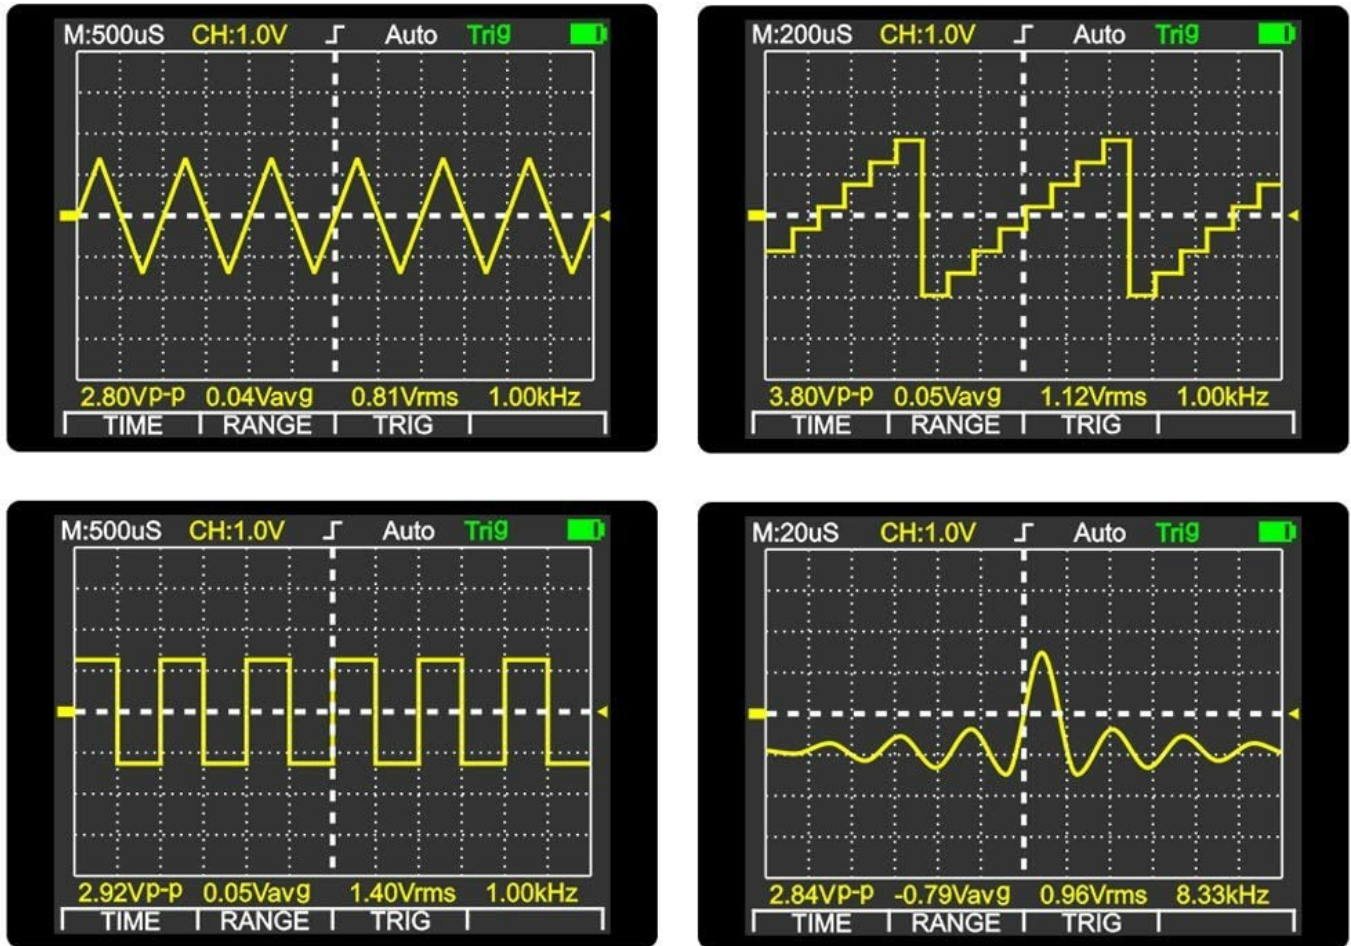 M:500uS CH:1.0V Auto Trig
2.80Vp-p 0.04Vavg 0.81Vrms 1.00kHz
TIME RANGE TRIG
M:200uS CH:1.0V Auto Trig
3.80Vp-p 0.05Vavg 1.12Vrms 1.00kHz
TIME RANGE TRIG
M:500uS CH:1.0V Auto Trig
2.92Vp-p 0.05Vavg 1.40Vrms 1.00kHz
TIME RANGE TRIG
M:20uS CH:1.0V Auto Trig
2.84Vp-p -0.79Vavg 0.96Vrms 8.33kHz
TIME RANGE TRIG